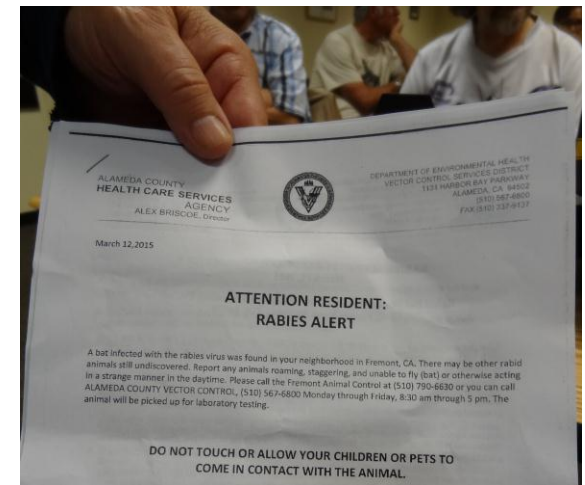 ALAMEDA COUNTY
HEALTH CARE SERVICES
AGENCY
ALEX BRISCOE, Director
DEPARTMENT OF ENVIRONMENTAL HEALTH
VECTOR CONTROL SERVICES DISTRICT
1131 HARBOR BAY PARKWAY
ALAMEDA, CA 94502
(510) 567-6800
FAX (510) 337-9137
March 12,2015
ATTENTION RESIDENT:
RABIES ALERT
A bat infected with the rabies virus was found in your neighborhood in Fremont, CA. There may be other rabid
animals still undiscovered. Report any animals roaming, staggering, and unable to fly (bat) or otherwise acting
in a strange manner in the daytime. Please call the Fremont Animal Control at (510) 790-6630 or you can call
ALAMEDA COUNTY VECTOR CONTROL, (510) 567-6800 Monday through Friday, 8:30 am through 5 pm. The
animal will be picked up for laboratory testing.
DO NOT TOUCH OR ALLOW YOUR CHILDREN OR PETS TO
COME IN CONTACT WITH THE ANIMAL.